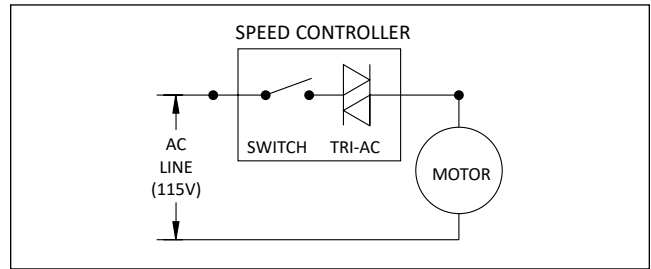 SPEED CONTROLLER
SWITCH
TRI-AC
AC
LINE
(115V)
MOTOR